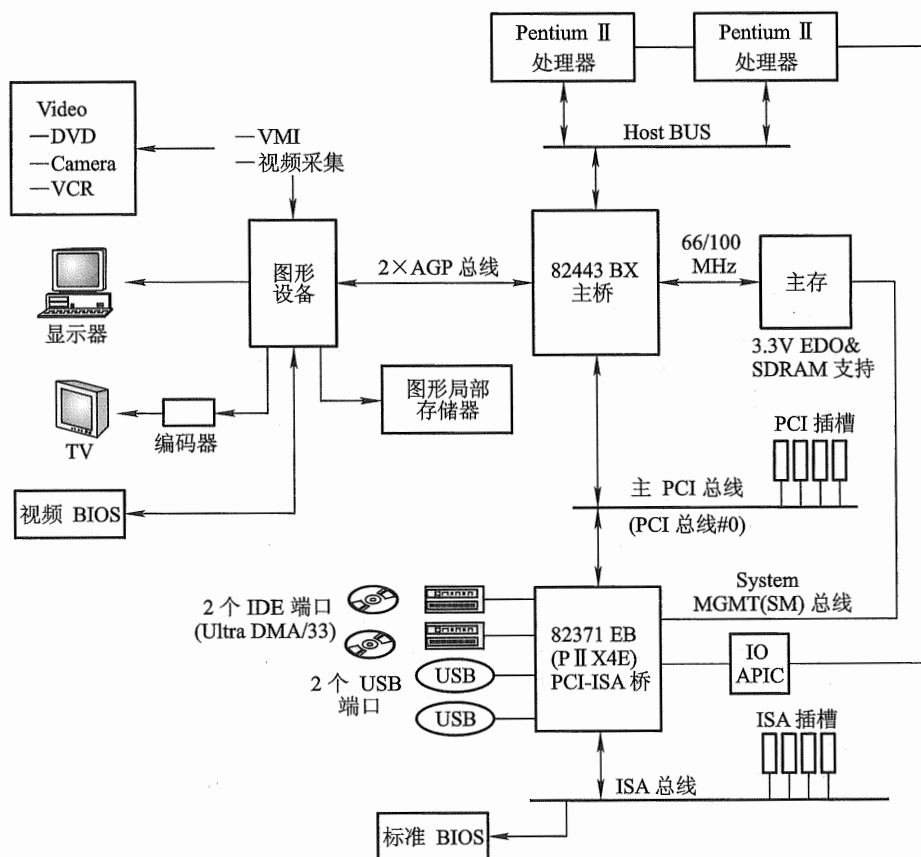 Pentium Ⅱ
处理器
Pentium Ⅱ
处理器
Host BUS
Video
—DVD
—Camera
—VCR
—VMI
—视频采集
图形
设备
2×AGP 总线
82443 BX
主桥
66/100
MHz
主存
3.3V EDO&
SDRAM 支持
显示器
图形局部
存储器
TV
编码器
视频 BIOS
PCI 插槽
主 PCI 总线
(PCI 总线#0)
2 个 IDE 端口
(Ultra DMA/33)
2 个 USB
端口
USB
USB
82371 EB
(PⅡX4E)
PCI-ISA 桥
System
MGMT(SM) 总线
IO
APIC
ISA 插槽
ISA 总线
标准 BIOS